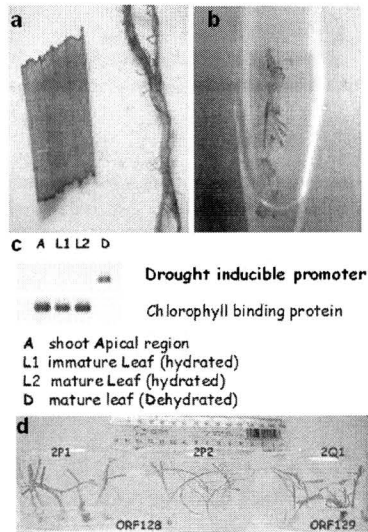 a
b
c A L1 L2 D
Drought inducible promoter
Chlorophyll binding protein
A shoot Apical region
L1 immature Leaf (hydrated)
L2 mature Leaf (hydrated)
D mature leaf (Dehydrated)
d
2P1 2P2 2Q1
ORF128 ORF129